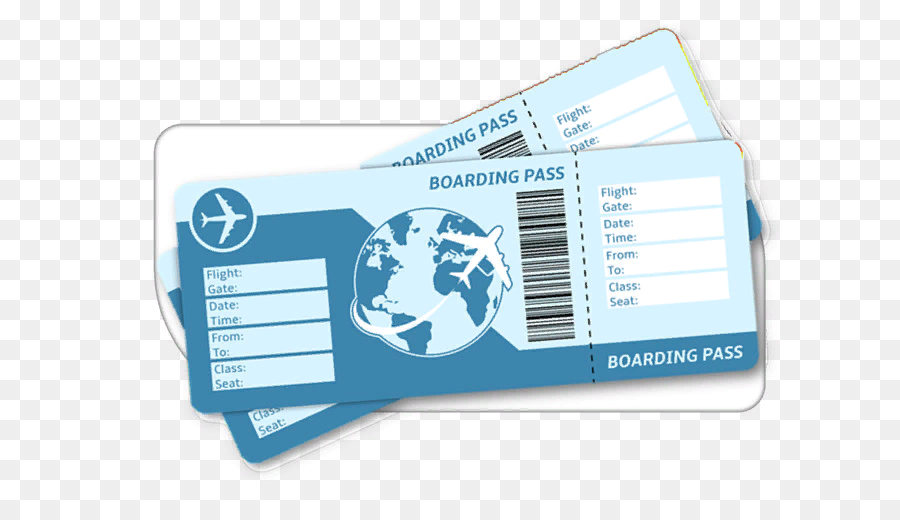 BOARDING PASS
Flight:
Gate:
Date:
BOARDING PASS
Flight:
Gate:
Date:
Time:
From:
To:
Class:
Seat:
Flight:
Gate:
Date:
Time:
From:
To:
Class:
Seat:
BOARDING PASS
Class:
Seat: